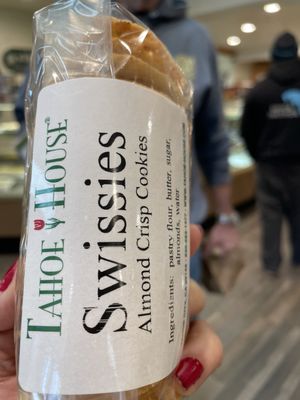 TAHOE HOUSE®
Swissies
Almond Crisp Cookies
Ingredients: pastry flour, butter, sugar,
almonds, water